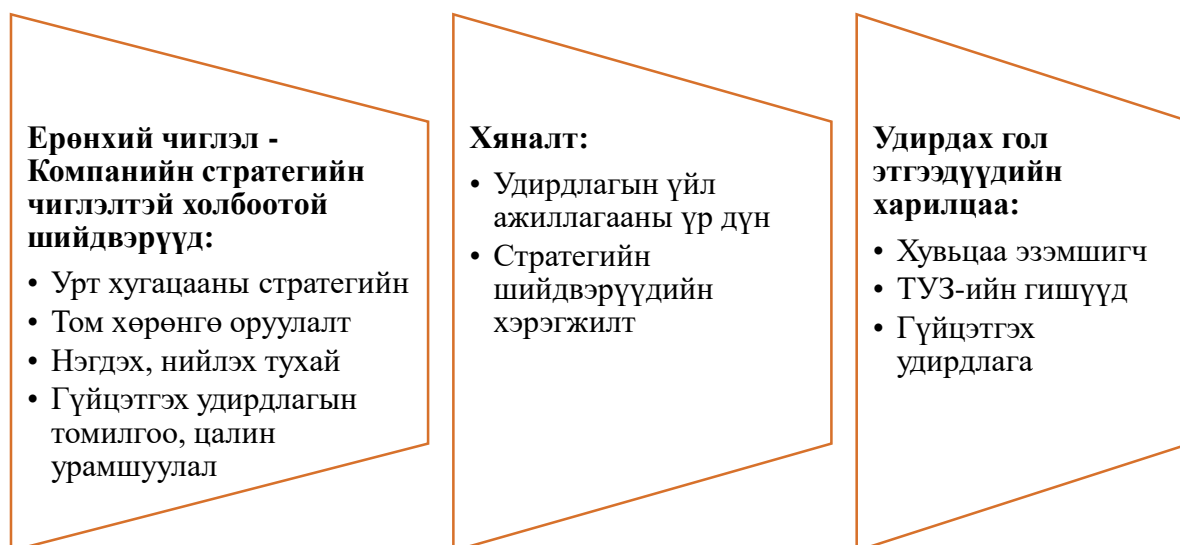 Ерөнхий чиглэл -
Компанийн стратегийн
чиглэлтэй холбоотой
шийдвэрүүд:
• Урт хугацааны стратегийн
• Том хөрөнгө оруулалт
• Нэгдэх, нийлэх тухай
• Гүйцэтгэх удирдлагын
томилгоо, цалин
урамшуулал
Хяналт:
• Удирдлагын үйл
ажиллагааны үр дүн
• Стратегийн
шийдвэрүүдийн
хэрэгжилт
Удирдах гол
этгээдүүдийн
харилцаа:
• Хувьцаа эзэмшигч
• ТУЗ-ийн гишүүд
• Гүйцэтгэх
удирдлага